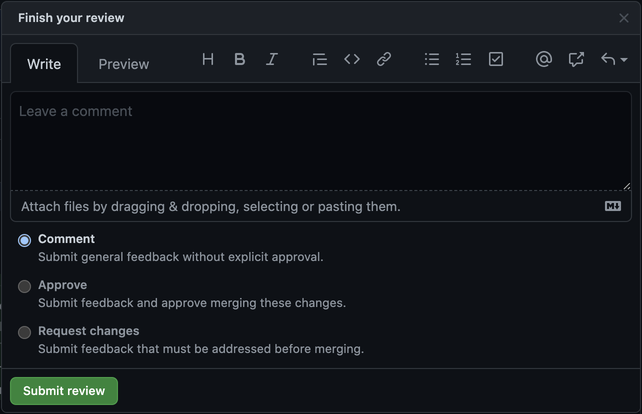 Finish your review
Write Preview H B I
Leave a comment
Attach files by dragging & dropping, selecting or pasting them.
Comment
Submit general feedback without explicit approval.
Approve
Submit feedback and approve merging these changes.
Request changes
Submit feedback that must be addressed before merging.
Submit review